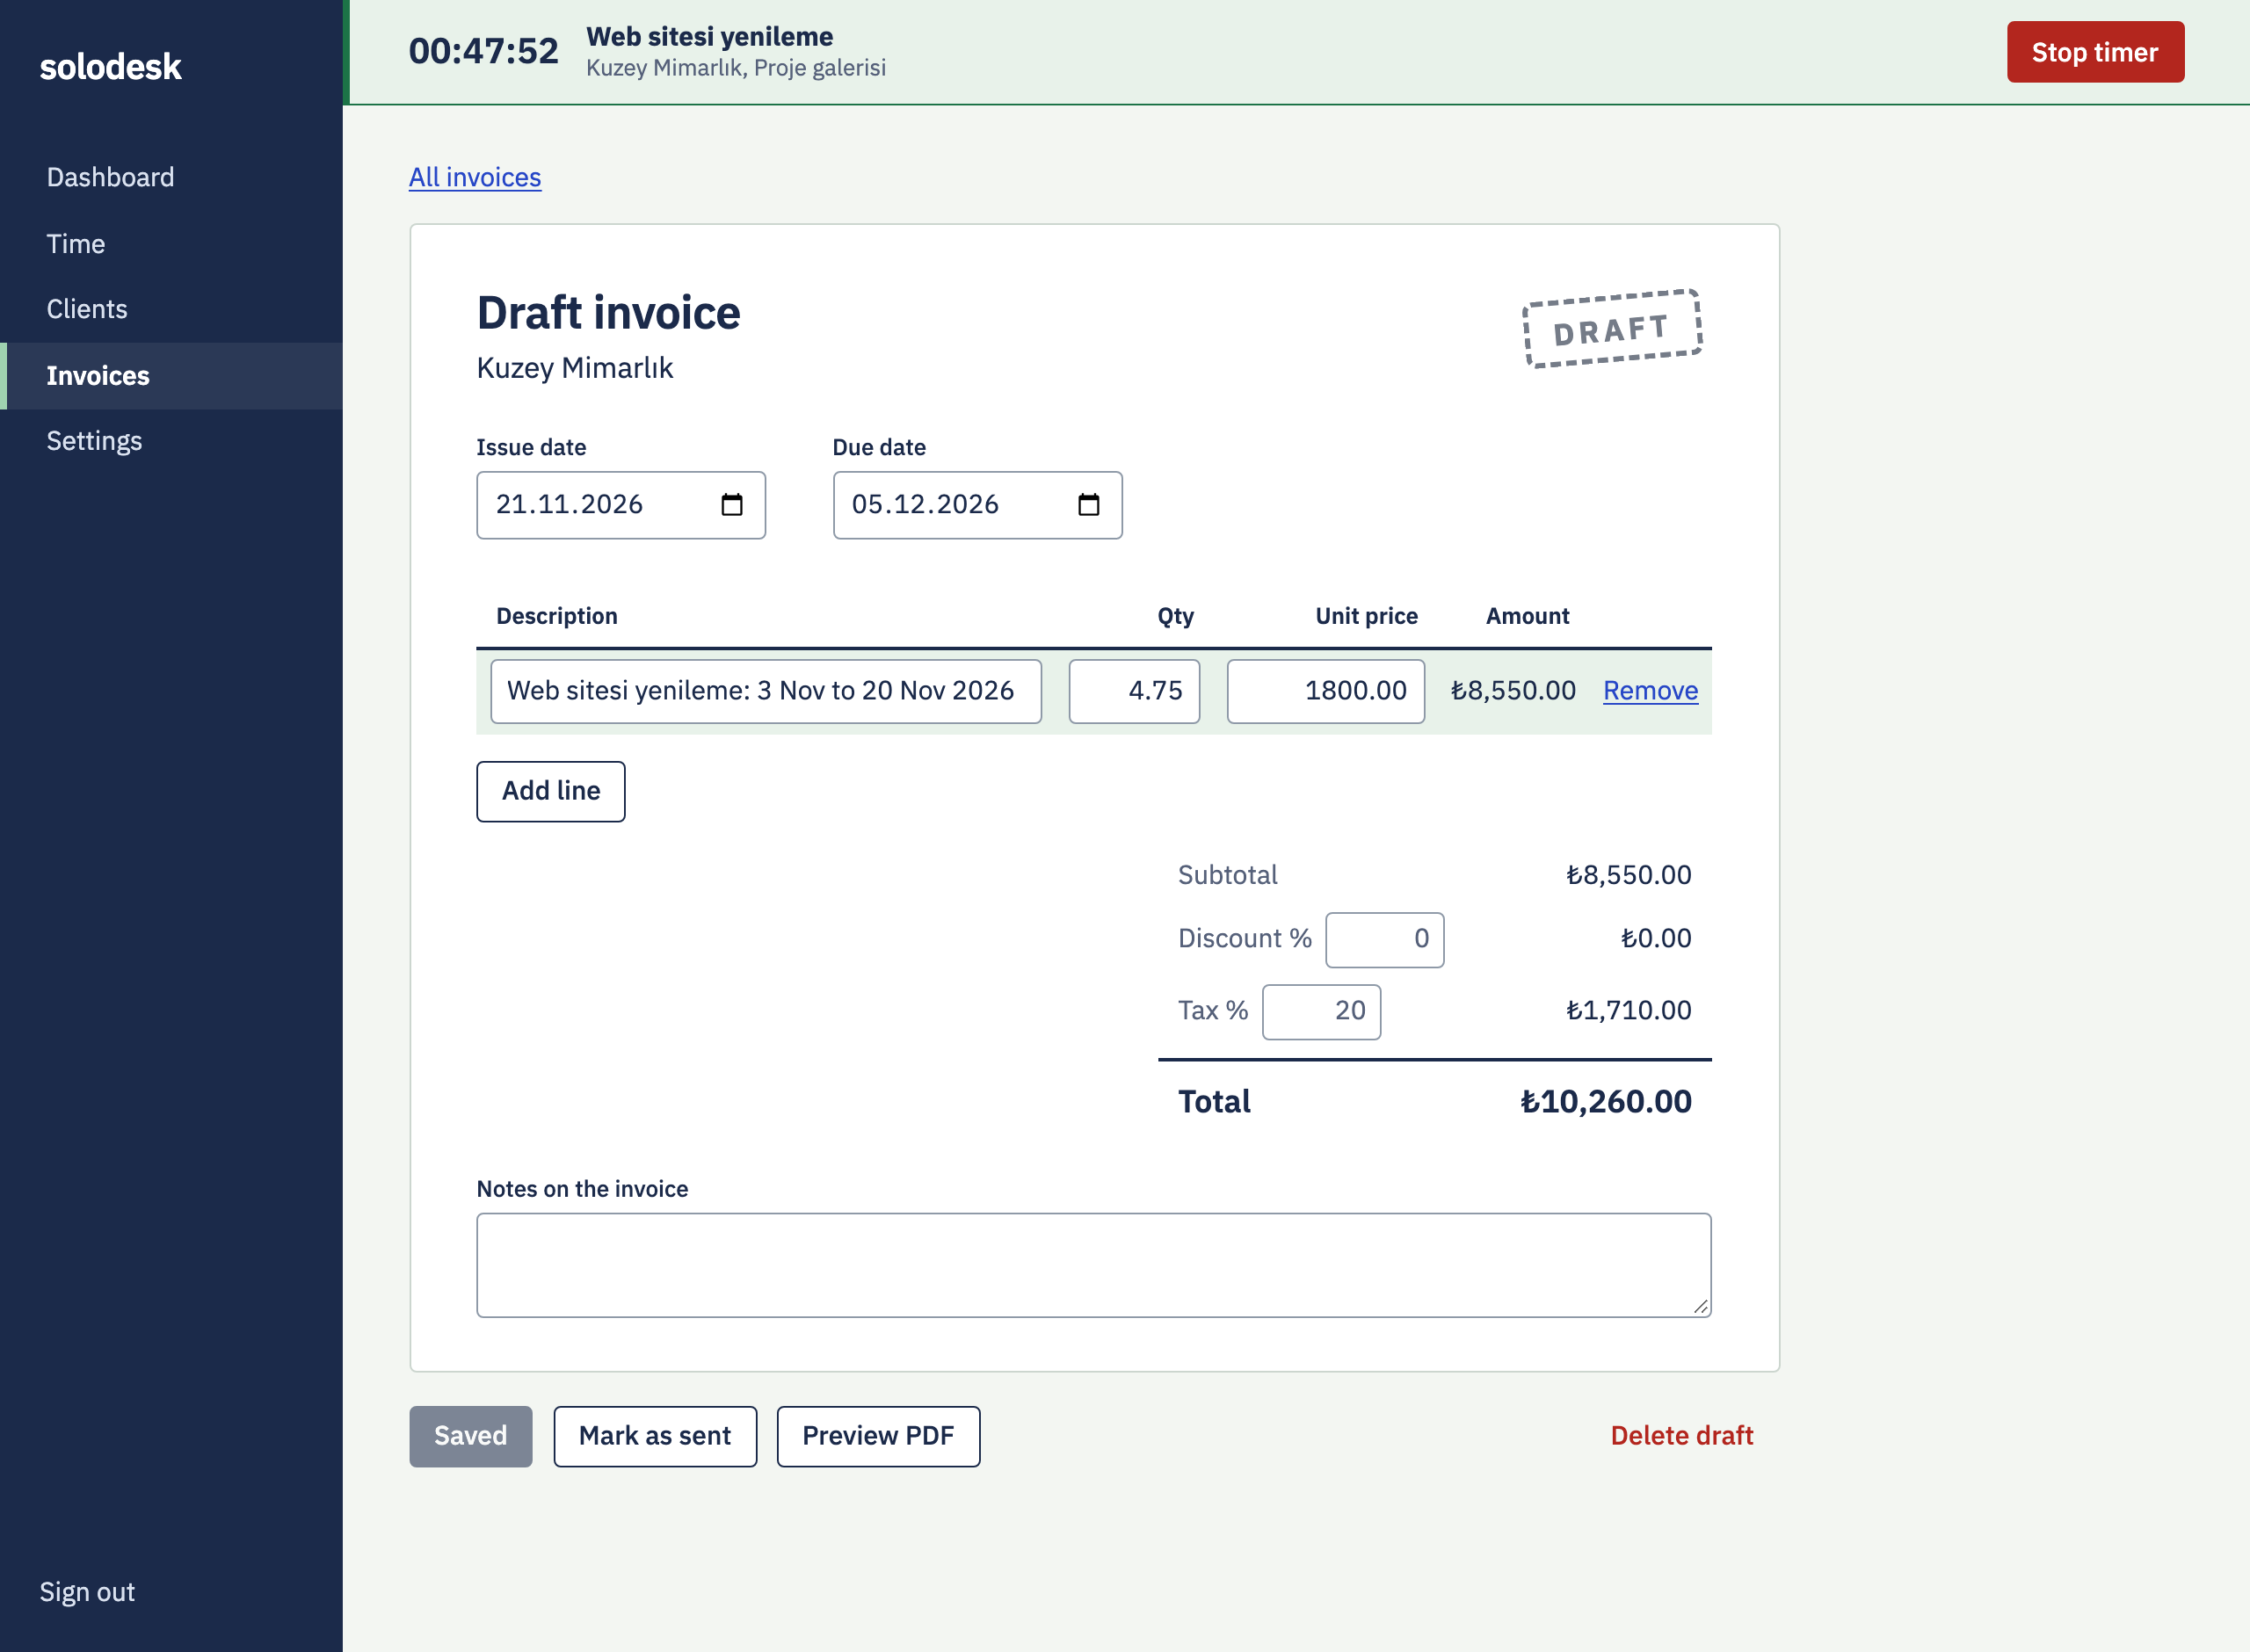 solodesk
Dashboard
Time
Clients
Invoices
Settings
Sign out
00:47:52
Web sitesi yenileme
Kuzey Mimarlık, Proje galerisi
Stop timer
All invoices
Draft invoice
Kuzey Mimarlık
DRAFT
Issue date Due date
21.11.2026 05.12.2026
Description Qty Unit price Amount
Web sitesi yenileme: 3 Nov to 20 Nov 2026 4.75 1800.00 ₺8,550.00 Remove
Add line
Subtotal ₺8,550.00
Discount % 0 ₺0.00
Tax % 20 ₺1,710.00
Total ₺10,260.00
Notes on the invoice
Saved Mark as sent Preview PDF Delete draft